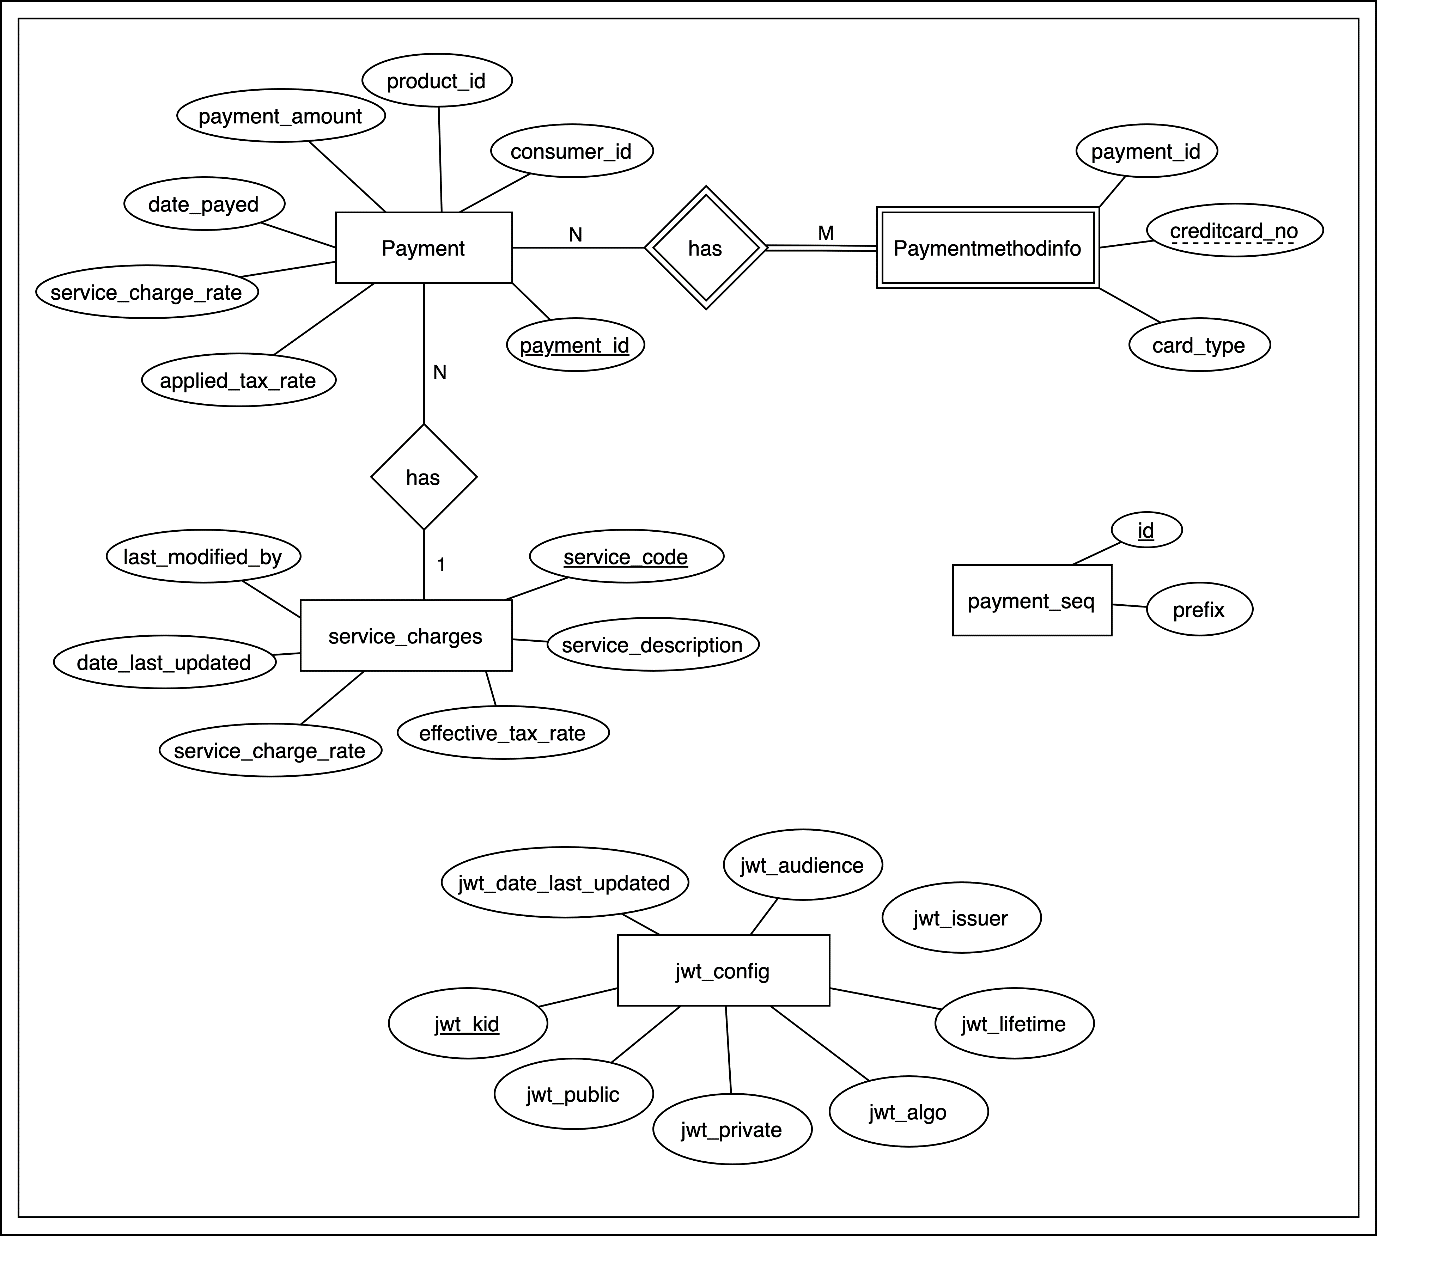 product_id
payment_amount
consumer_id
payment_id
date_payed
creditcard_no
Payment
N
has
M
Paymentmethodinfo
service_charge_rate
payment_id
card_type
applied_tax_rate
N
has
id
last_modified_by
service_code
1
payment_seq
prefix
service_charges
service_description
date_last_updated
effective_tax_rate
service_charge_rate
jwt_audience
jwt_date_last_updated
jwt_issuer
jwt_config
jwt_kid
jwt_lifetime
jwt_public
jwt_algo
jwt_private